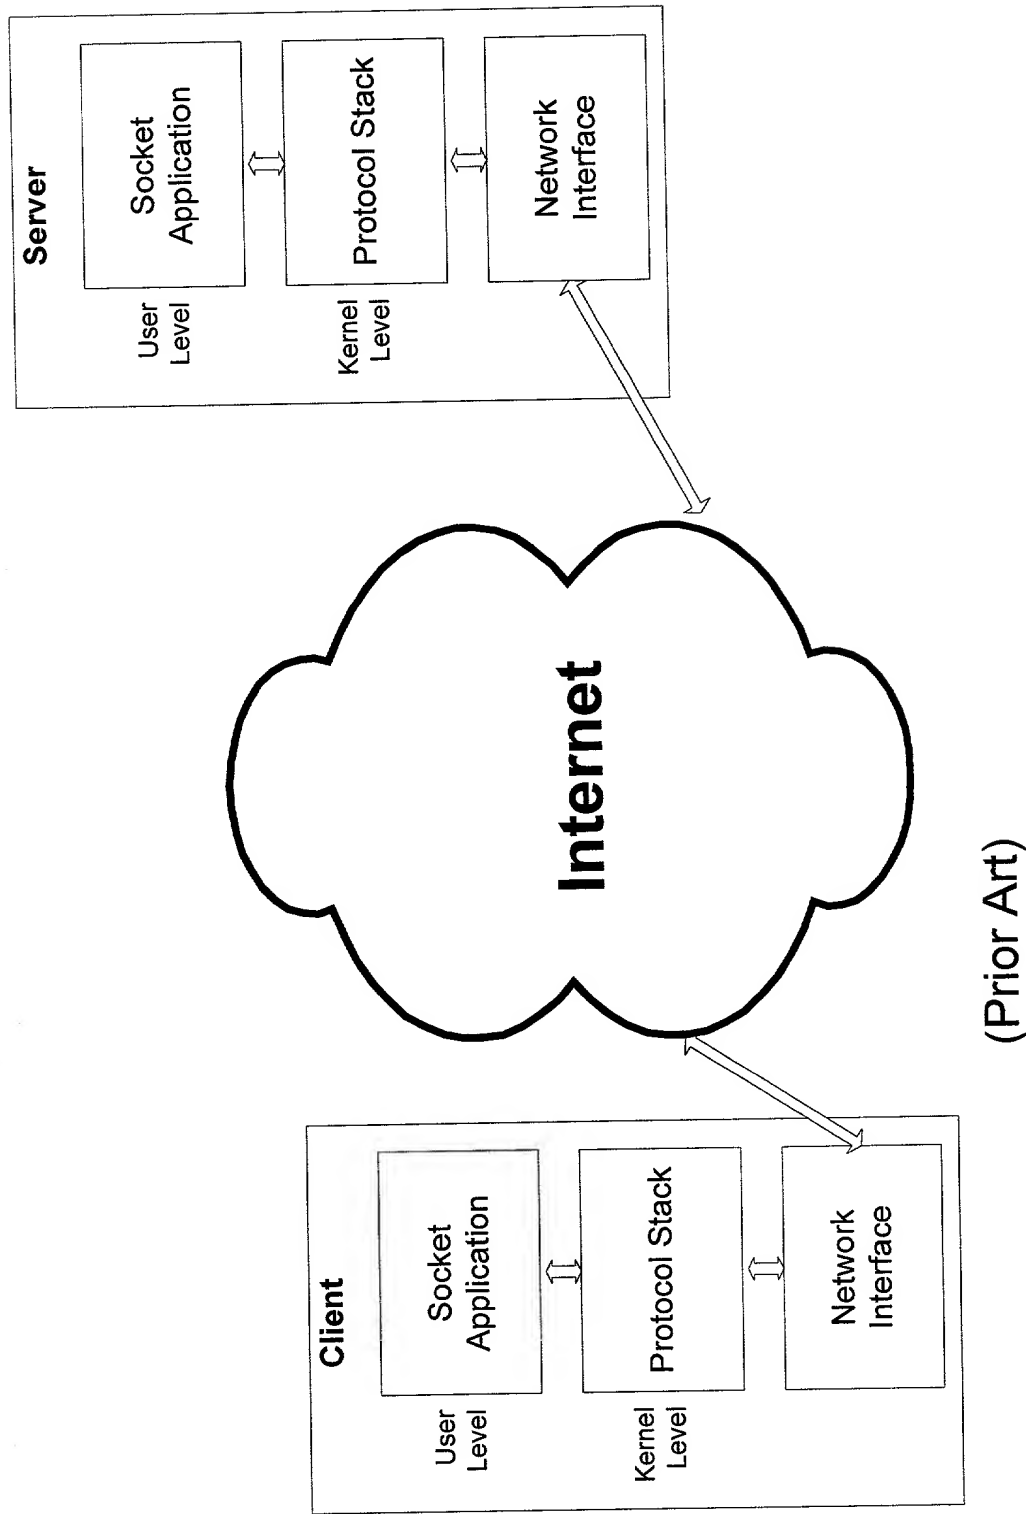 Client
User
Level
Socket
Application
Kernel
Level
Protocol Stack
Network
Interface
Internet
Server
User
Level
Socket
Application
Kernel
Level
Protocol Stack
Network
Interface
(Prior Art)